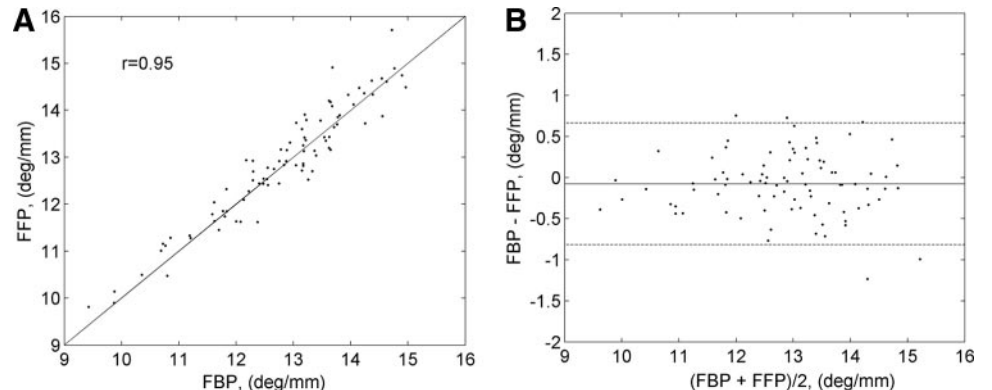 A
16
15
14
13
12
11
10
9
r=0.95
FFP, (deg/mm)
9 10 11 12 13 14 15 16
FBP, (deg/mm)
B
2
1.5
1
0.5
0
-0.5
-1
-1.5
-2
FBP - FFP, (deg/mm)
9 10 11 12 13 14 15 16
(FBP + FFP)/2, (deg/mm)